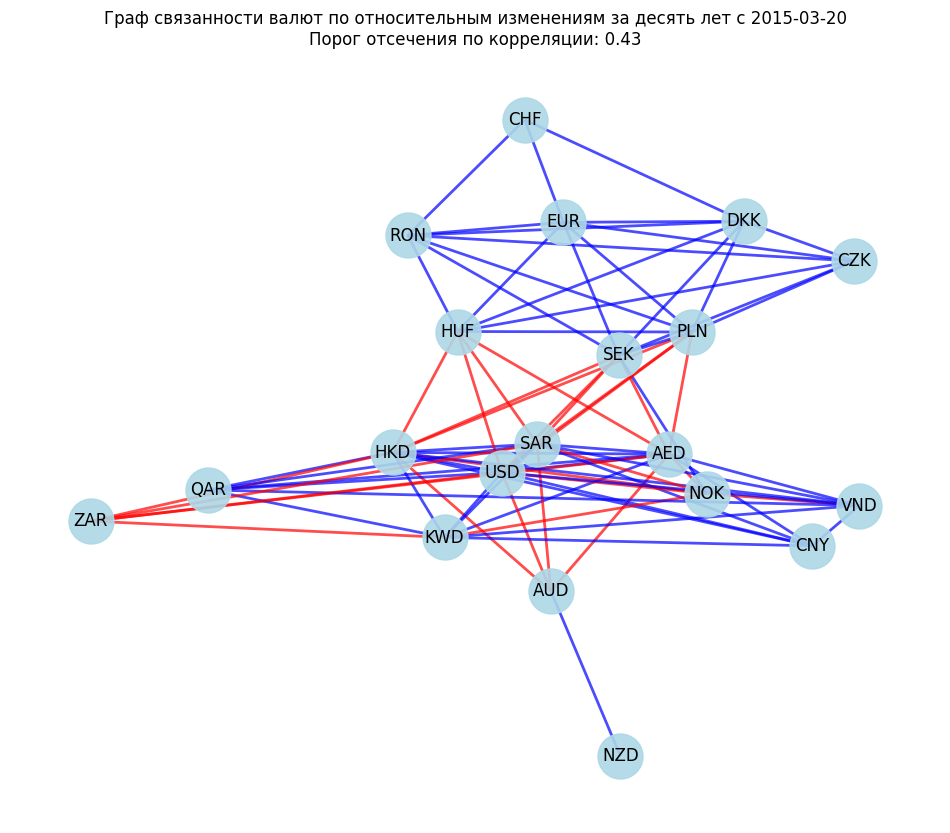 Граф связанности валют по относительным изменениям за десять лет с 2015-03-20
Порог отсечения по корреляции: 0.43
CHF
RON
EUR
DKK
CZK
HUF
SEK
PLN
HKD
SAR
USD
AED
QAR
NOK
VND
ZAR
KWD
CNY
AUD
NZD